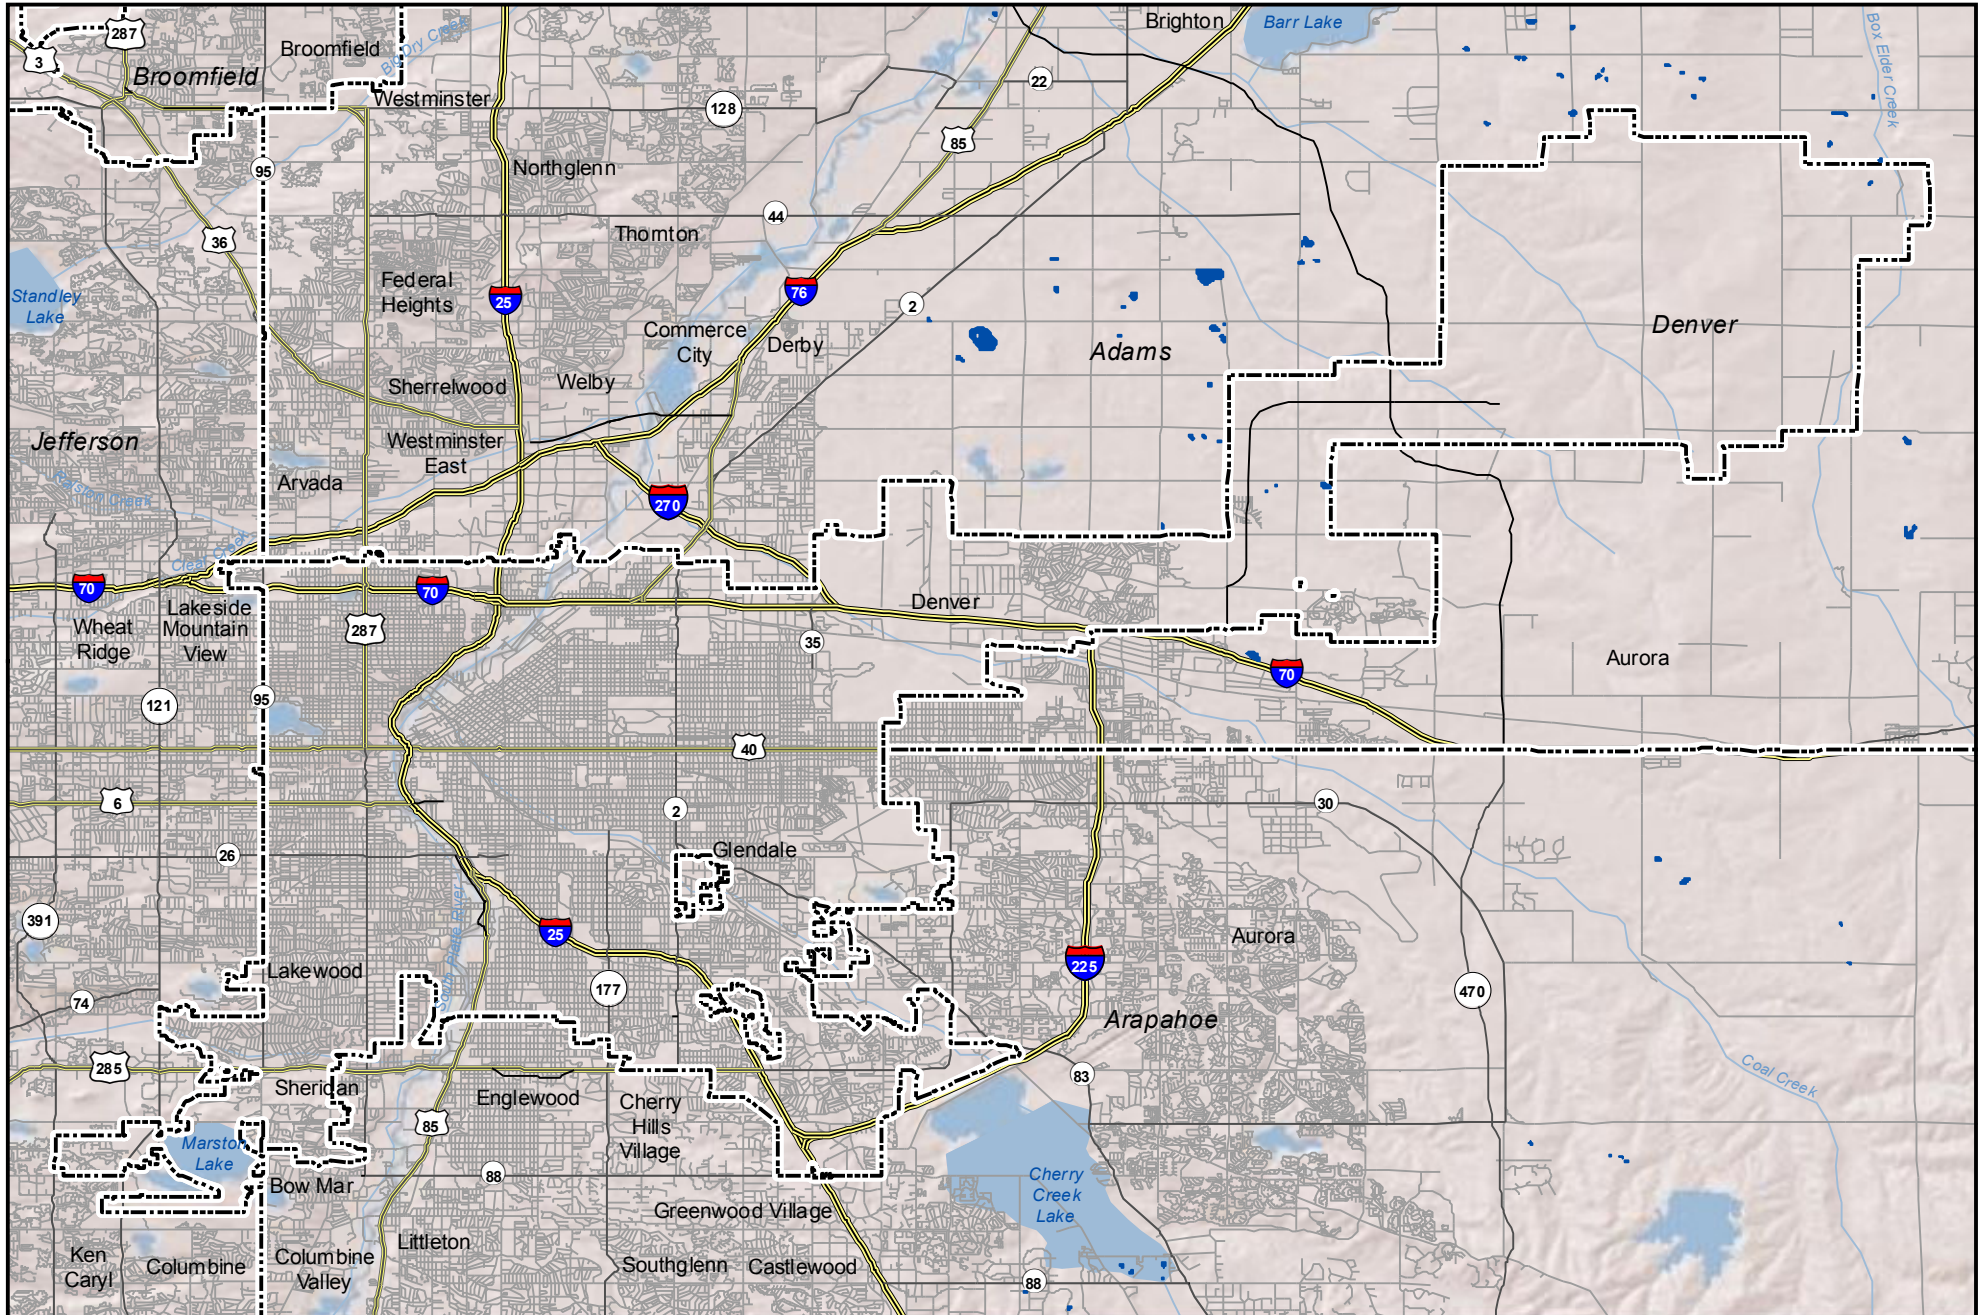 287
Broomfield
Big Dry Creek
Brighton
Barr Lake
Box Elder Creek
3
Broomfield
22
Westminster
128
85
95
Northglenn
44
36
Thornton
Federal
Heights
Standley
Lake
25
76
2
Commerce
City
Derby
Adams
Denver
Sherrelwood
Welby
Jefferson
Westminster
East
Arvada
Ralston Creek
270
Clear Creek
70
70
Lakeside
Mountain
View
Wheat
Ridge
287
Denver
35
Aurora
70
121
95
40
6
2
30
26
Glendale
391
South Platte River
25
Aurora
Lakewood
225
74
177
470
Arapahoe
285
Sheridan
83
Coal Creek
Englewood
Cherry
Hills
Village
85
Marston
Lake
88
Bow Mar
Cherry
Creek
Lake
Greenwood Village
Littleton
Ken
Caryl
Columbine
Columbine
Valley
Southglenn
Castlewood
88